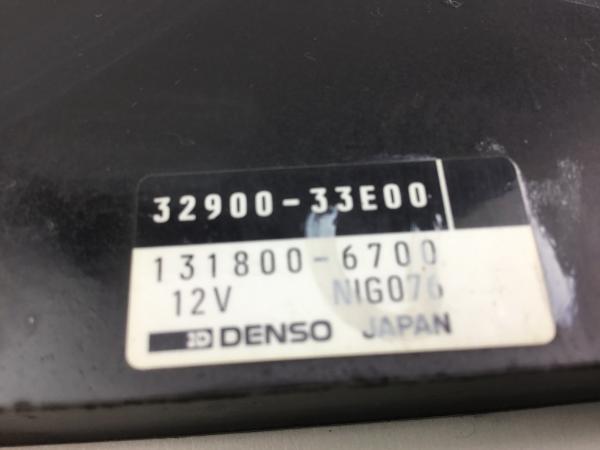 32900-33E00
131800-6700
12V NIG076
DENSO JAPAN